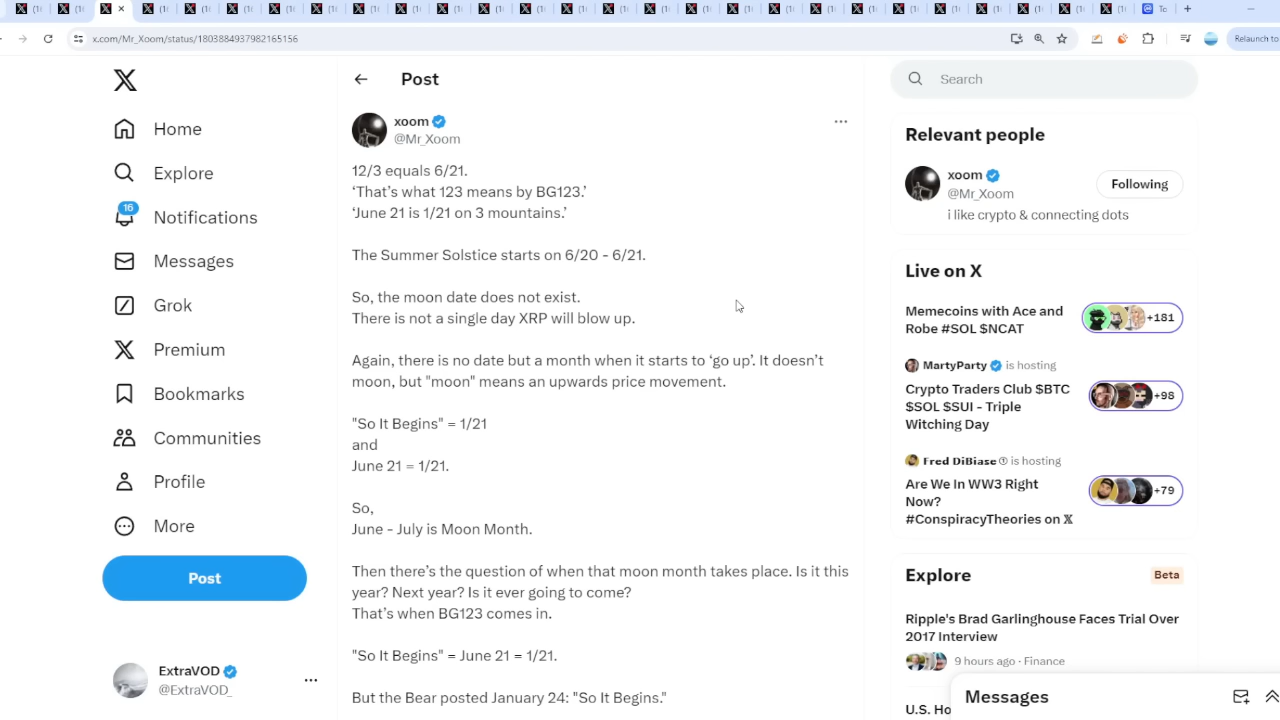 x.com/Mr_Xoom/status/1803884937982165156
Relaunch to
Home
Explore
16
Notifications
Messages
Grok
Premium
Bookmarks
Communities
Profile
More
Post
ExtraVOD
@ExtraVOD_
Post
xoom
@Mr_Xoom
12/3 equals 6/21.
‘That’s what 123 means by BG123.’
‘June 21 is 1/21 on 3 mountains.’
The Summer Solstice starts on 6/20 - 6/21.
So, the moon date does not exist.
There is not a single day XRP will blow up.
Again, there is no date but a month when it starts to ‘go up’. It doesn’t
moon, but "moon" means an upwards price movement.
"So It Begins" = 1/21
and
June 21 = 1/21.
So,
June - July is Moon Month.
Then there’s the question of when that moon month takes place. Is it this
year? Next year? Is it ever going to come?
That’s when BG123 comes in.
"So It Begins" = June 21 = 1/21.
But the Bear posted January 24: "So It Begins."
Search
Relevant people
xoom
@Mr_Xoom
Following
i like crypto & connecting dots
Live on X
Memecoins with Ace and
Robe #SOL $NCAT
+181
MartyParty is hosting
Crypto Traders Club $BTC
$SOL $SUI - Triple
Witching Day
+98
Fred DiBiase is hosting
Are We In WW3 Right
Now?
#ConspiracyTheories on 𝕏
+79
Explore
Beta
Ripple's Brad Garlinghouse Faces Trial Over
2017 Interview
9 hours ago · Finance
U.S. Ho
Messages